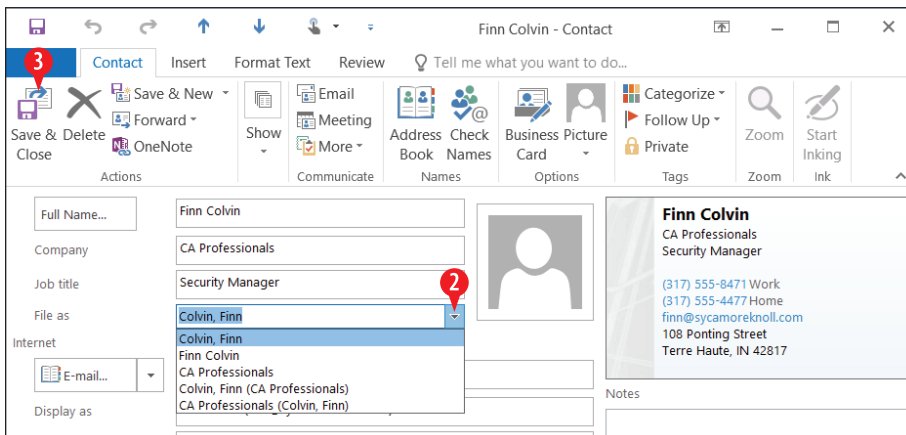 Finn Colvin - Contact
3
Contact Insert Format Text Review Tell me what you want to do...
Save & Close
Delete
Save & New
Forward
OneNote
Actions
Show
Email
Meeting
More
Communicate
Address Book
Check Names
Names
Business Card
Picture
Options
Categorize
Follow Up
Private
Tags
Zoom
Zoom
Start Inking
Ink
Full Name... Finn Colvin
Company CA Professionals
Job title Security Manager
2
File as Colvin, Finn
Colvin, Finn
Finn Colvin
CA Professionals
Colvin, Finn (CA Professionals)
CA Professionals (Colvin, Finn)
Internet
E-mail...
Display as
Finn Colvin
CA Professionals
Security Manager
(317) 555-8471 Work
(317) 555-4477 Home
finn@sycamoreknoll.com
108 Ponting Street
Terre Haute, IN 42817
Notes